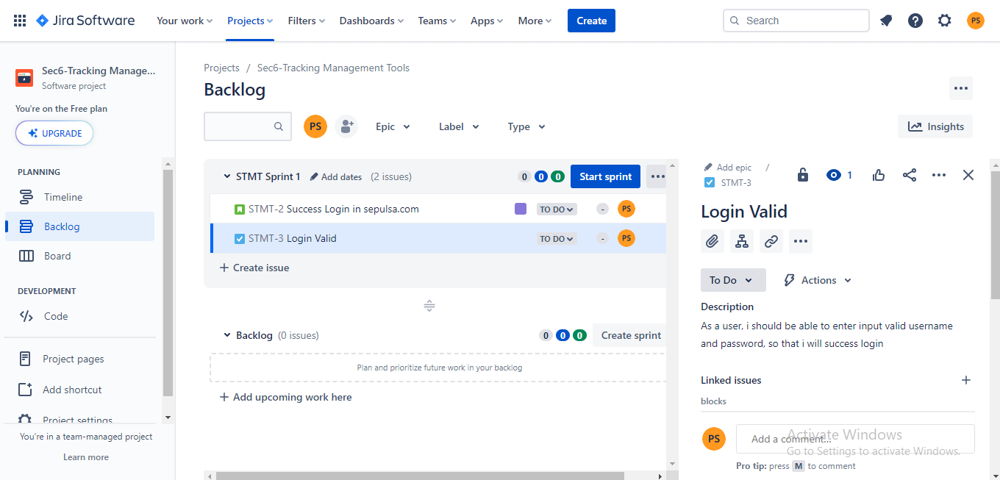 Jira Software
Your work
Projects
Filters
Dashboards
Teams
Apps
More
Create
Search
PS
Sec6-Tracking Manage...
Software project
You're on the Free plan
UPGRADE
PLANNING
Timeline
Backlog
Board
DEVELOPMENT
Code
Project pages
Add shortcut
Project settings
You're in a team-managed project
Learn more
Projects / Sec6-Tracking Management Tools
Backlog
PS
Epic
Label
Type
Insights
STMT Sprint 1 Add dates (2 issues) 0 0 0 Start sprint
STMT-2 Success Login in sepulsa.com TO DO - PS
STMT-3 Login Valid TO DO - PS
+ Create issue
Backlog (0 issues) 0 0 0 Create sprint
Plan and prioritize future work in your backlog
+ Add upcoming work here
Add epic /
STMT-3
1
Login Valid
To Do
Actions
Description
As a user, i should be able to enter input valid username
and password, so that i will success login
Linked issues
blocks
PS
Add a comment...
Pro tip: press M to comment
Activate Windows
Go to Settings to activate Windows.